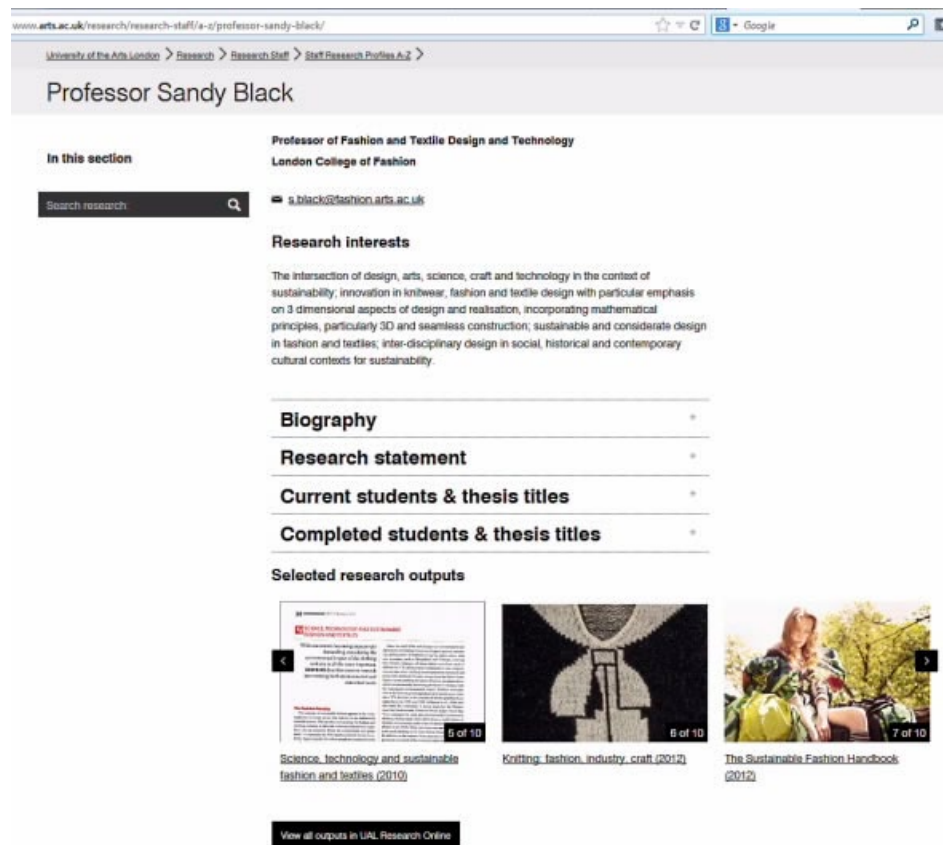 www.arts.ac.uk/research/research-staff/a-z/professor-sandy-black/
Google
University of the Arts London > Research > Research Staff > Staff Research Profiles A-Z >
Professor Sandy Black
In this section
Search research:
Professor of Fashion and Textile Design and Technology
London College of Fashion
s.black@fashion.arts.ac.uk
Research interests
The intersection of design, arts, science, craft and technology in the context of
sustainability; innovation in knitwear, fashion and textile design with particular emphasis
on 3 dimensional aspects of design and realisation, incorporating mathematical
principles, particularly 3D and seamless construction; sustainable and considerate design
in fashion and textiles; inter-disciplinary design in social, historical and contemporary
cultural contexts for sustainability.
Biography +
Research statement +
Current students & thesis titles +
Completed students & thesis titles +
Selected research outputs
SCIENCE, TECHNOLOGY AND SUSTAINABLE
FASHION AND TEXTILES
5 of 10
6 of 10
7 of 10
Science, technology and sustainable
fashion and textiles (2010)
Knitting: fashion, industry, craft (2012)
The Sustainable Fashion Handbook
(2012)
View all outputs in UAL Research Online